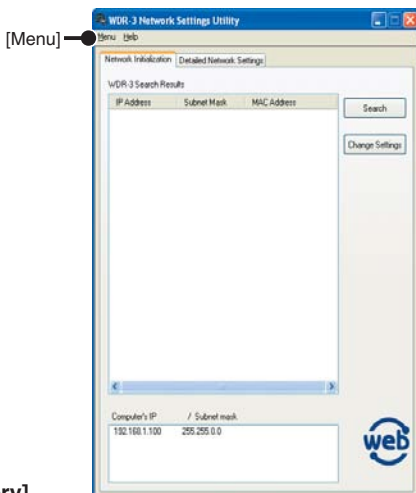 WDR-3 Network Settings Utility
[Menu]
Menu Help
Network Initialization Detailed Network Settings
WDR-3 Search Results
IP Address Subnet Mask MAC Address
Search
Change Settings
Computer's IP / Subnet mask
192.168.1.100 255.255.0.0
web
ry]